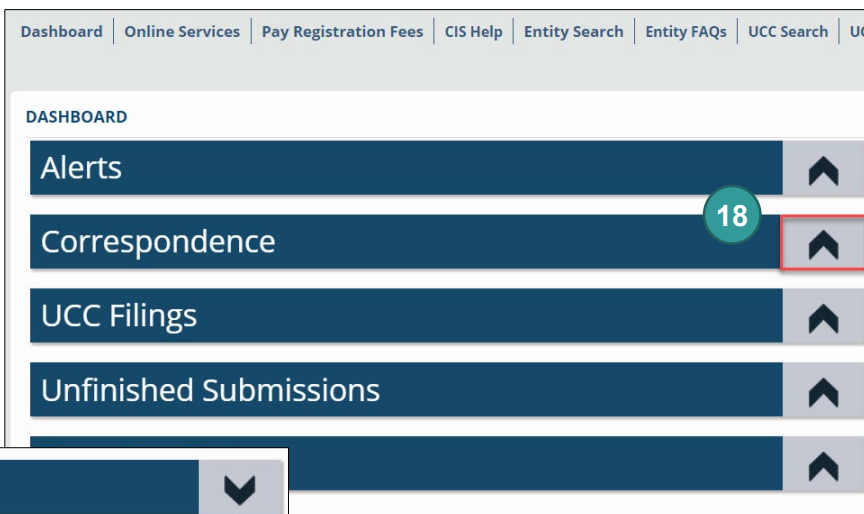 Dashboard | Online Services | Pay Registration Fees | CIS Help | Entity Search | Entity FAQs | UCC Search |
DASHBOARD
Alerts
18
Correspondence
UCC Filings
Unfinished Submissions